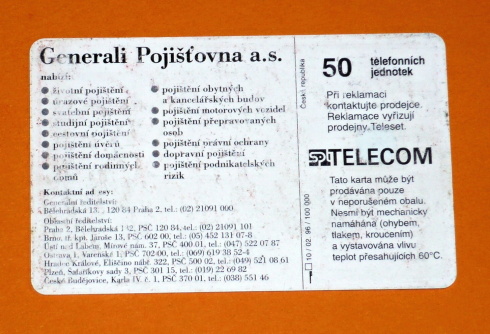 Generali Pojišťovna a.s.
nabízí:
životní pojištění
úrazové pojištění
svatební pojištění
studijní pojištění
cestovní pojištění
pojištění úvěrů
pojištění domácnosti
pojištění rodinných
domů
pojištění obytných
a kancelářských budov
pojištění motorových vozidel
pojištění přepravovaných
osob
pojištění právní ochrany
dopravní pojištění
pojištění podnikatelských
rizik
Kontaktní ad esy:
Generální ředitelství:
Bělehradská 13, , 120 84 Praha 2, tel.: (02) 21091 000
Oblastní ředitelství:
Praha 2, Bělehradská 132, PSČ 120 84, tel.: (02) 21091 101
Brno, tř. kpt. Jaroše 13, PSČ 602 00, tel.: (05) 452 131 07-8
Ústí nad Labem, Mírové nám. 37, PSČ 400 01, tel.: (047) 522 07 87
Ostrava 1, Varenská 1, PSČ 702 00, tel.: (069) 619 38 52-4
Hradec Králové, Eliščino nábř. 322, PSČ 500 02, tel.: (049) 521 08 61
Plzeň, Šafaříkovy sady 3, PSČ 301 15, tel.: (019) 22 69 82
České Budějovice, Karla IV. č. 1, PSČ 370 01, tel.: (038) 551 46
Česká republika
10 / 02. 96 / 100 000
50 telefonních
jednotek
Při reklamaci
kontaktujte prodejce.
Reklamace vyřizují
prodejny Teleset.
SPT TELECOM
Tato karta může být
prodávána pouze
v neporušeném obalu.
Nesmí být mechanicky
namáhána (ohybem,
tlakem, kroucením)
a vystavována vlivu
teplot přesahujících 60°C.